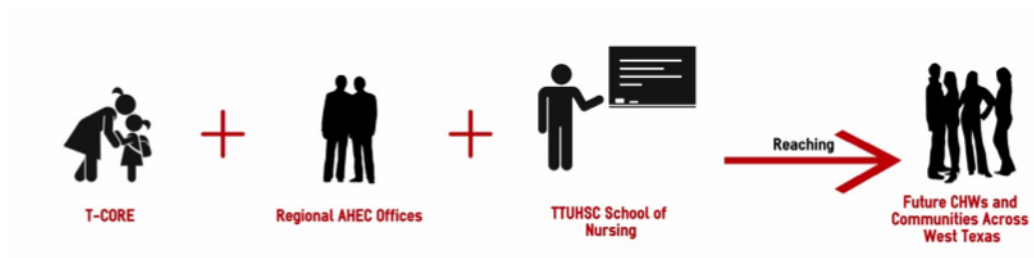 T-CORE
Regional AHEC Offices
TTUHSC School of
Nursing
Reaching
Future CHWs and
Communities Across
West Texas